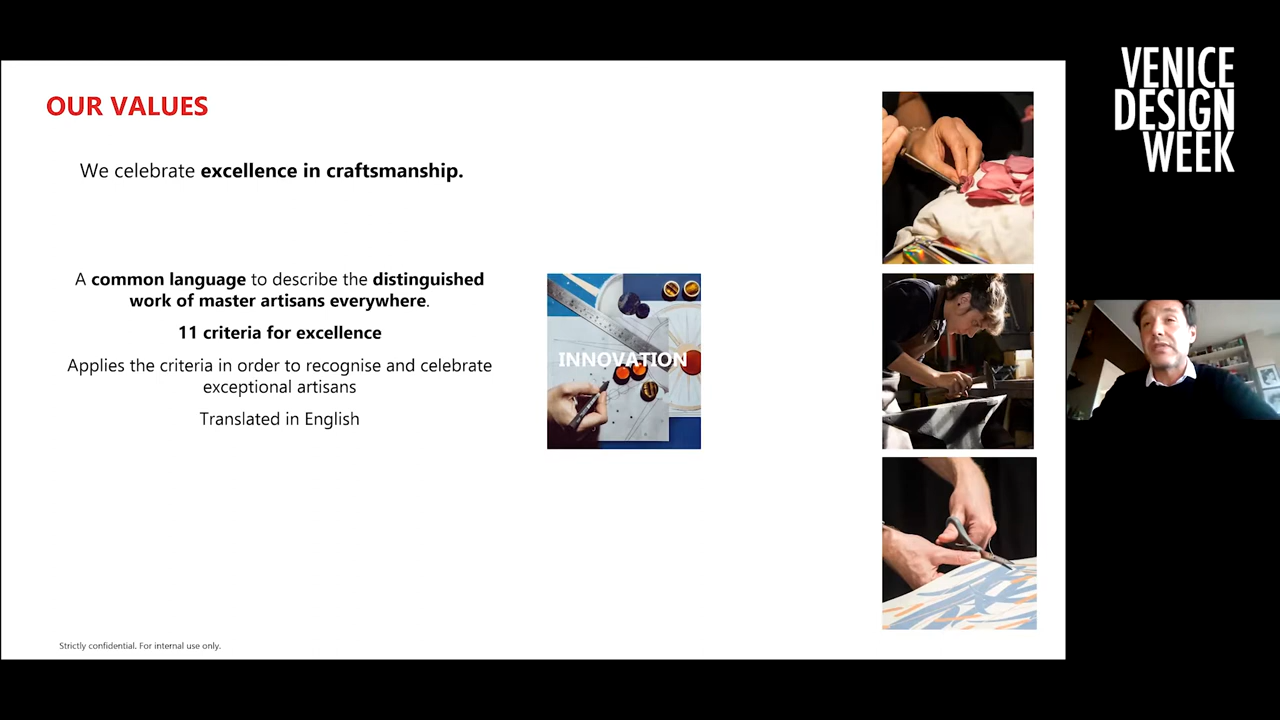 OUR VALUES
We celebrate excellence in craftsmanship.
A common language to describe the distinguished
work of master artisans everywhere.
11 criteria for excellence
Applies the criteria in order to recognise and celebrate
exceptional artisans
Translated in English
INNOVATION
Strictly confidential. For internal use only.
VENICE
DESIGN
WEEK